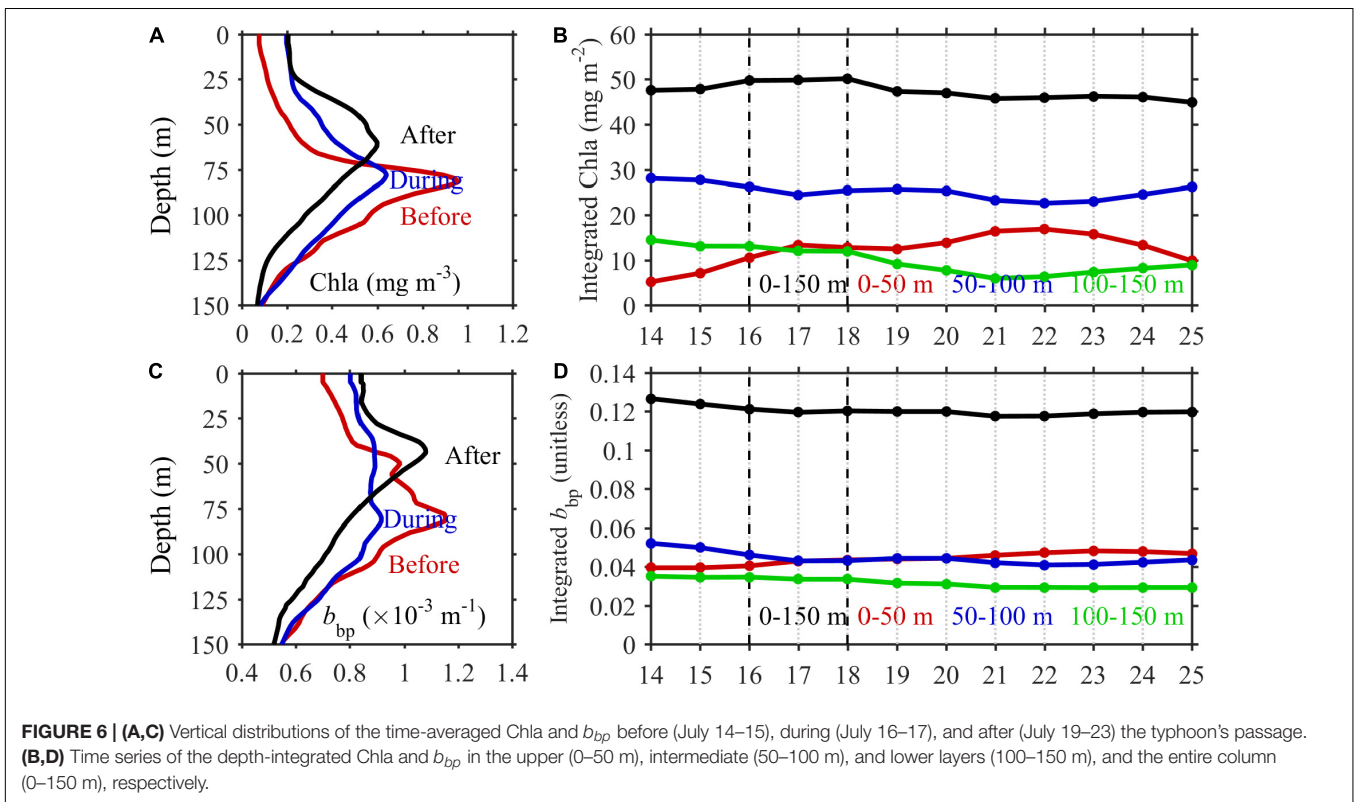 A
0
25
50
75
100
125
150
Depth (m)
After
During
Before
Chla (mg m⁻³)
0 0.2 0.4 0.6 0.8 1 1.2
B
60
50
40
30
20
10
0
Integrated Chla (mg m⁻²)
0-150 m 0-50 m 50-100 m 100-150 m
14 15 16 17 18 19 20 21 22 23 24 25
C
0
25
50
75
100
125
150
Depth (m)
After
During
Before
b_bp (×10⁻³ m⁻¹)
0.4 0.6 0.8 1 1.2 1.4
D
0.14
0.12
0.1
0.08
0.06
0.04
0.02
0
Integrated b_bp (unitless)
0-150 m 0-50 m 50-100 m 100-150 m
14 15 16 17 18 19 20 21 22 23 24 25
FIGURE 6 | (A,C) Vertical distributions of the time-averaged Chla and b_bp before (July 14–15), during (July 16–17), and after (July 19–23) the typhoon's passage.
(B,D) Time series of the depth-integrated Chla and b_bp in the upper (0–50 m), intermediate (50–100 m), and lower layers (100–150 m), and the entire column
(0–150 m), respectively.